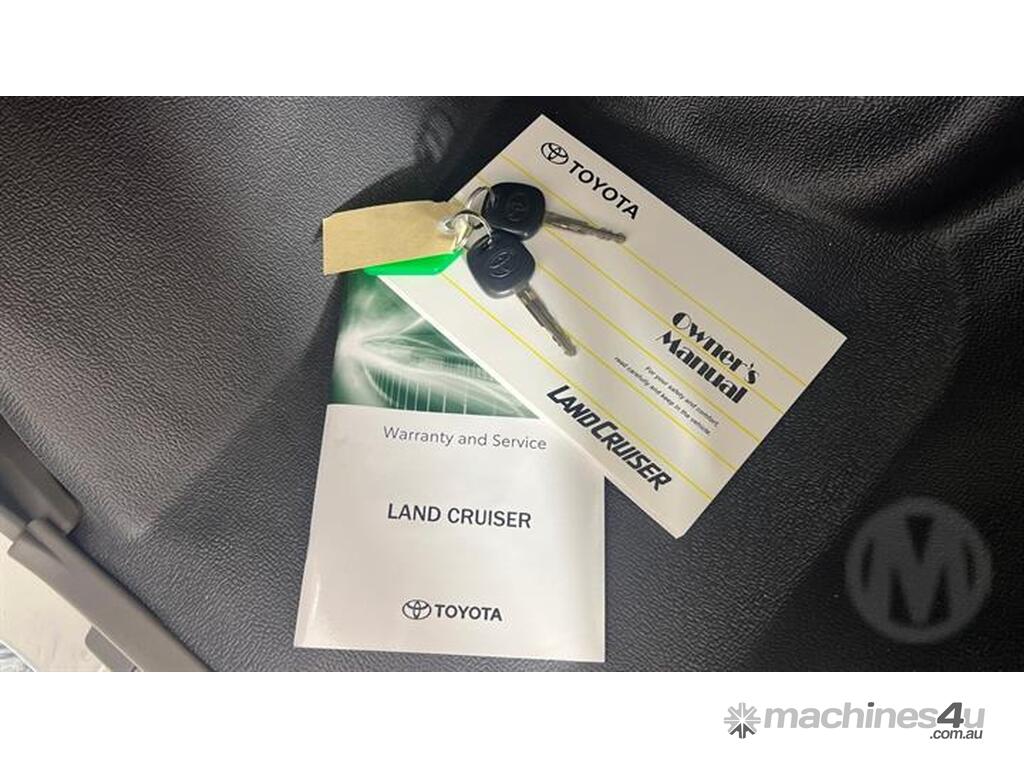 TOYOTA
Owner's
Manual
For your safety and comfort,
read carefully and keep in the vehicle.
LANDCRUISER
Warranty and Service
LAND CRUISER
TOYOTA
M
machines4u
.com.au